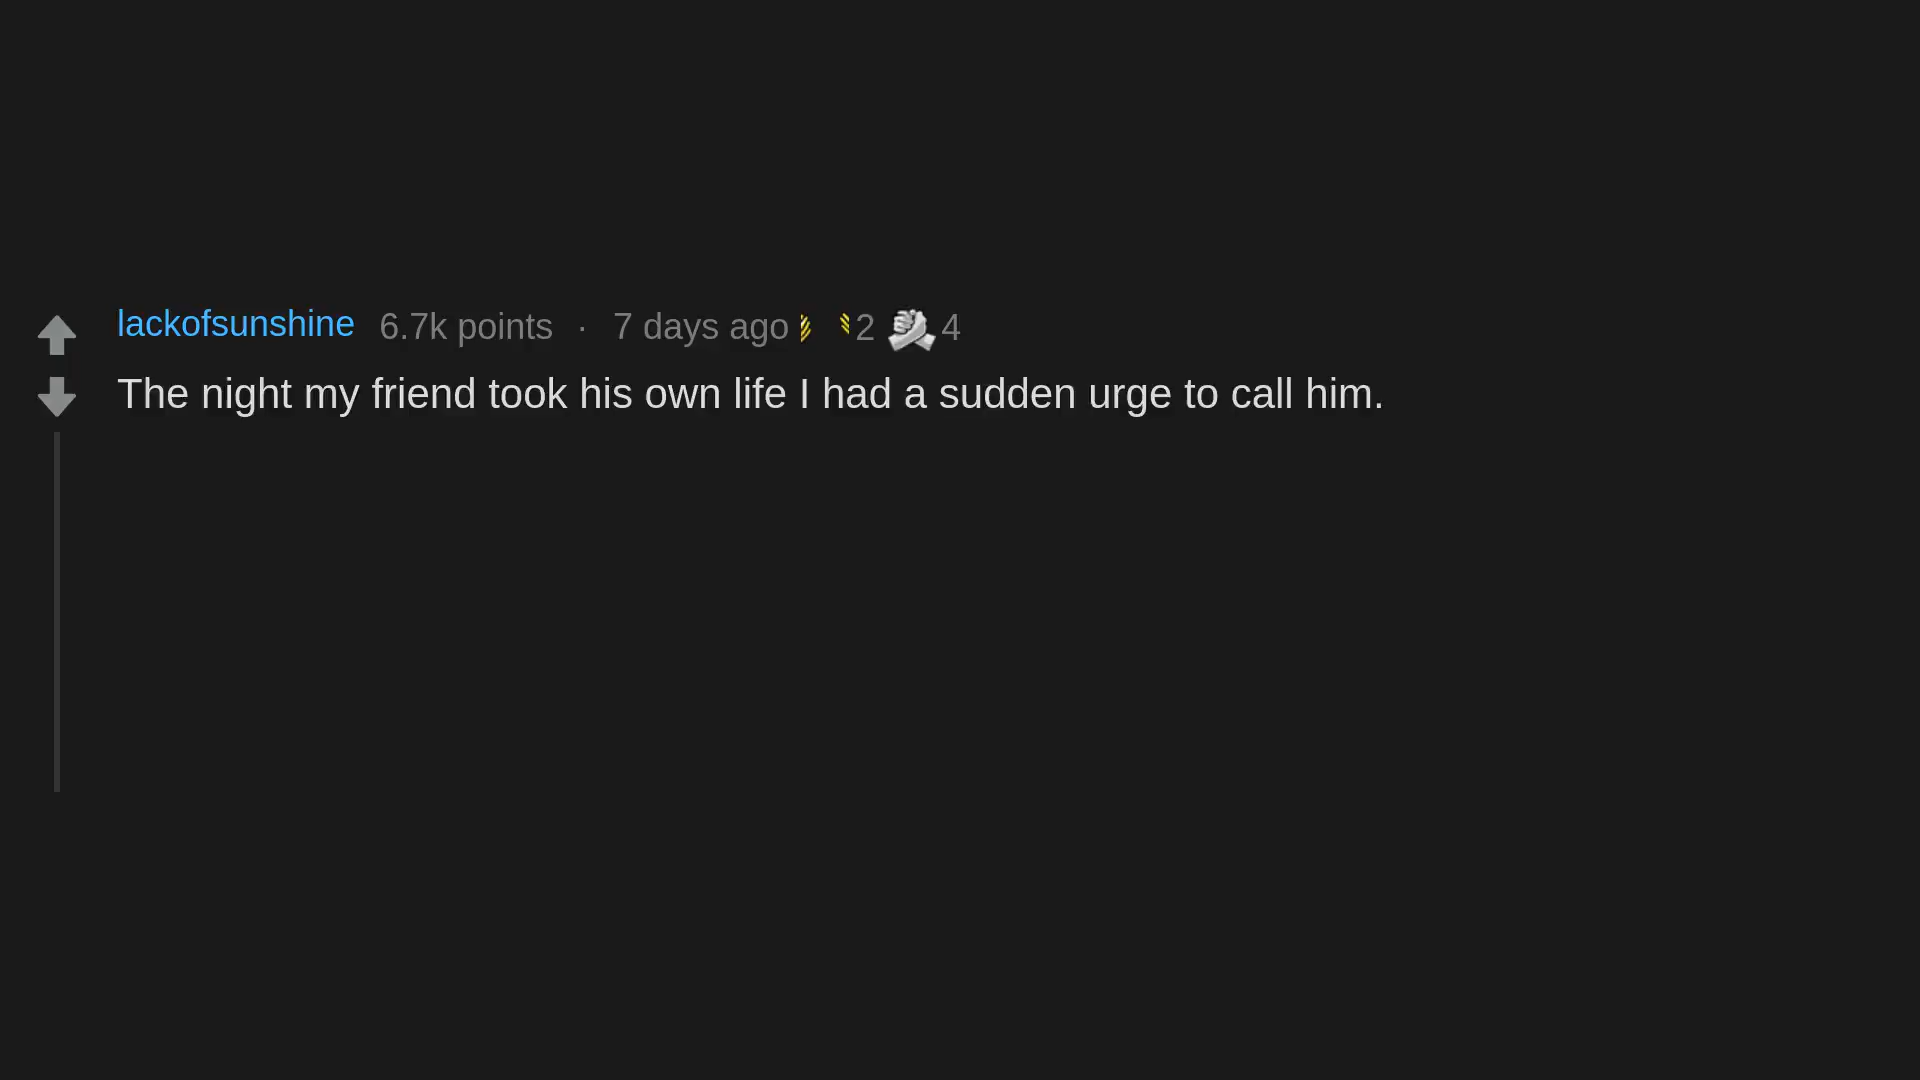 lackofsunshine 6.7k points · 7 days ago 2 4
The night my friend took his own life I had a sudden urge to call him.